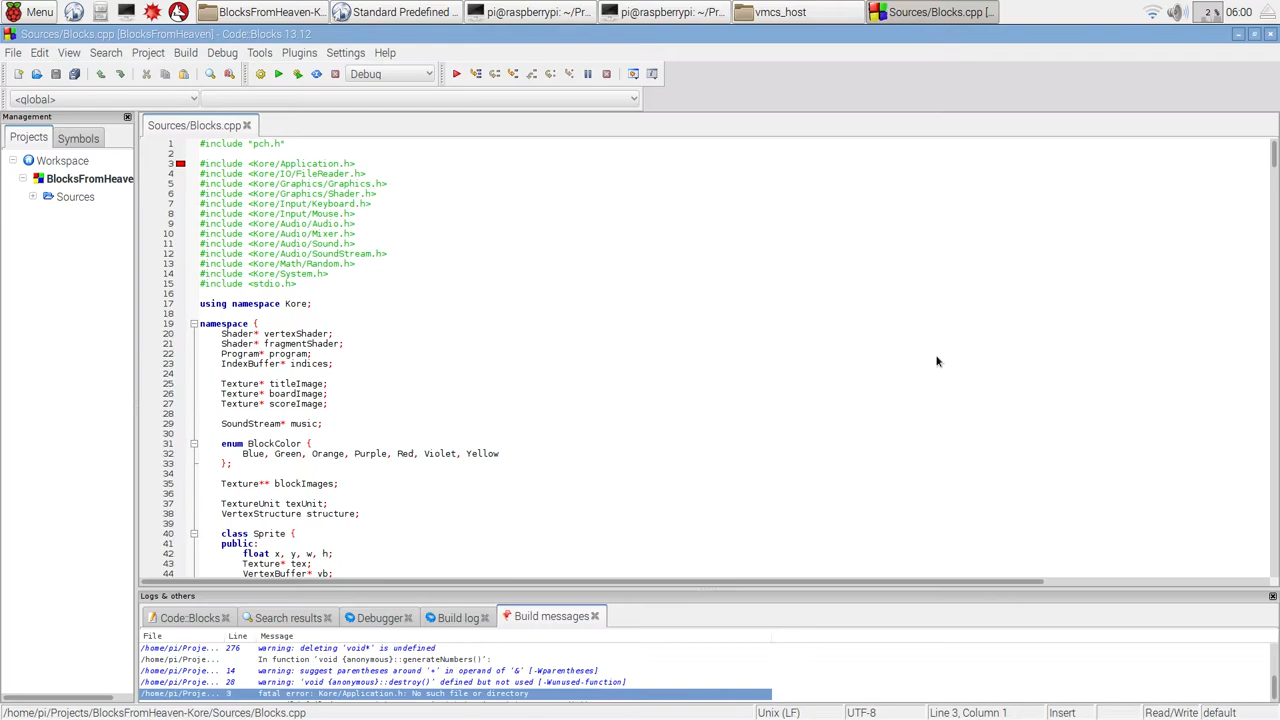 Menu BlocksFromHeaven-K... Standard Predefined ... pi@raspberrypi: ~/Pr... pi@raspberrypi: ~/Pr... vmcs_host Sources/Blocks.cpp [... 2 06:00
Sources/Blocks.cpp [BlocksFromHeaven] - Code::Blocks 13.12
File Edit View Search Project Build Debug Tools Plugins Settings Help
Debug
<global>
Management
Projects Symbols
Workspace
BlocksFromHeave
Sources
Sources/Blocks.cpp
1 #include "pch.h"
2
3 #include <Kore/Application.h>
4 #include <Kore/IO/FileReader.h>
5 #include <Kore/Graphics/Graphics.h>
6 #include <Kore/Graphics/Shader.h>
7 #include <Kore/Input/Keyboard.h>
8 #include <Kore/Input/Mouse.h>
9 #include <Kore/Audio/Audio.h>
10 #include <Kore/Audio/Mixer.h>
11 #include <Kore/Audio/Sound.h>
12 #include <Kore/Audio/SoundStream.h>
13 #include <Kore/Math/Random.h>
14 #include <Kore/System.h>
15 #include <stdio.h>
16
17 using namespace Kore;
18
19 namespace {
20 Shader* vertexShader;
21 Shader* fragmentShader;
22 Program* program;
23 IndexBuffer* indices;
24
25 Texture* titleImage;
26 Texture* boardImage;
27 Texture* scoreImage;
28
29 SoundStream* music;
30
31 enum BlockColor {
32 Blue, Green, Orange, Purple, Red, Violet, Yellow
33 };
34
35 Texture** blockImages;
36
37 TextureUnit texUnit;
38 VertexStructure structure;
39
40 class Sprite {
41 public:
42 float x, y, w, h;
43 Texture* tex;
44 VertexBuffer* vb;
Logs & others
Code::Blocks Search results Debugger Build log Build messages
File Line Message
/home/pi/Proje... 276 warning: deleting 'void*' is undefined
/home/pi/Proje... In function 'void {anonymous}::generateNumbers()':
/home/pi/Proje... 14 warning: suggest parentheses around '+' in operand of '&' [-Wparentheses]
/home/pi/Proje... 28 warning: 'void {anonymous}::destroy()' defined but not used [-Wunused-function]
/home/pi/Proje... 3 fatal error: Kore/Application.h: No such file or directory
/home/pi/Projects/BlocksFromHeaven-Kore/Sources/Blocks.cpp Unix (LF) UTF-8 Line 3, Column 1 Insert Read/Write default